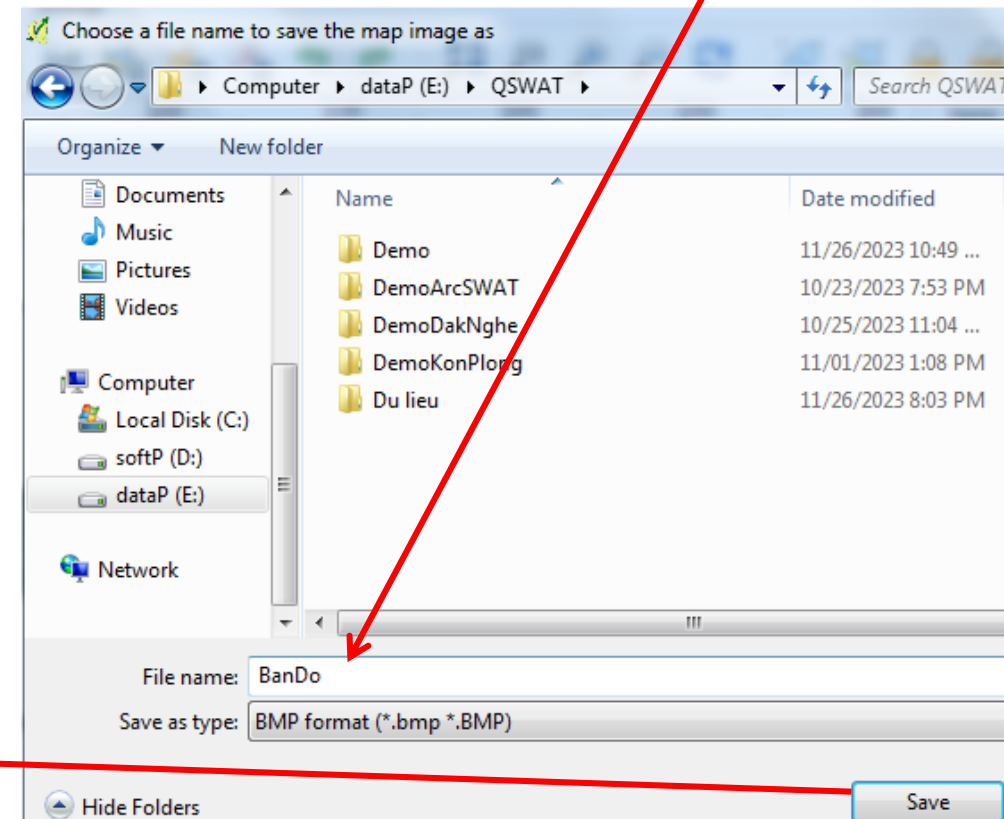 Choose a file name to save the map image as
Computer ▸ dataP (E:) ▸ QSWAT ▸
Search QSWAT
Organize ▾ New folder
Documents
Music
Pictures
Videos
Computer
Local Disk (C:)
softP (D:)
dataP (E:)
Network
Name Date modified
Demo 11/26/2023 10:49 ...
DemoArcSWAT 10/23/2023 7:53 PM
DemoDakNghe 10/25/2023 11:04 ...
DemoKonPlong 11/01/2023 1:08 PM
Du lieu 11/26/2023 8:03 PM
File name: BanDo
Save as type: BMP format (*.bmp *.BMP)
Hide Folders
Save